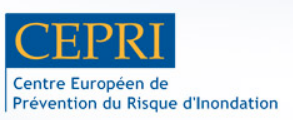 CEPRI
Centre Européen de
Prévention du Risque d'Inondation